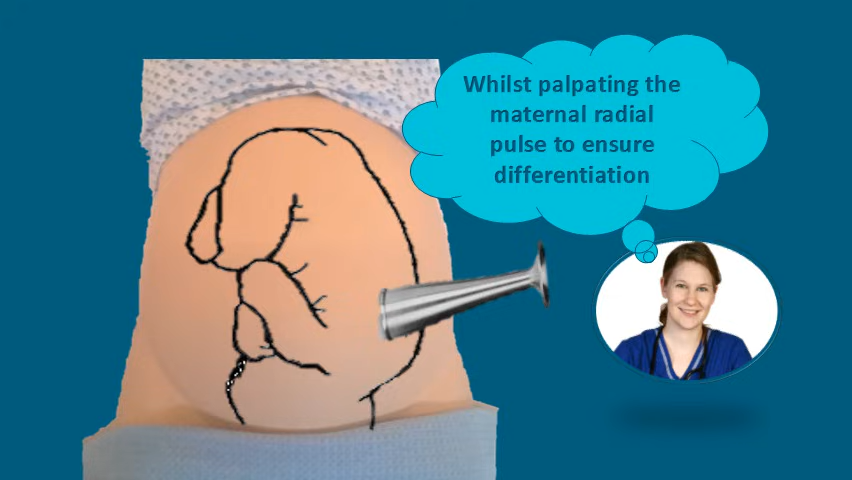 Whilst palpating the
maternal radial
pulse to ensure
differentiation